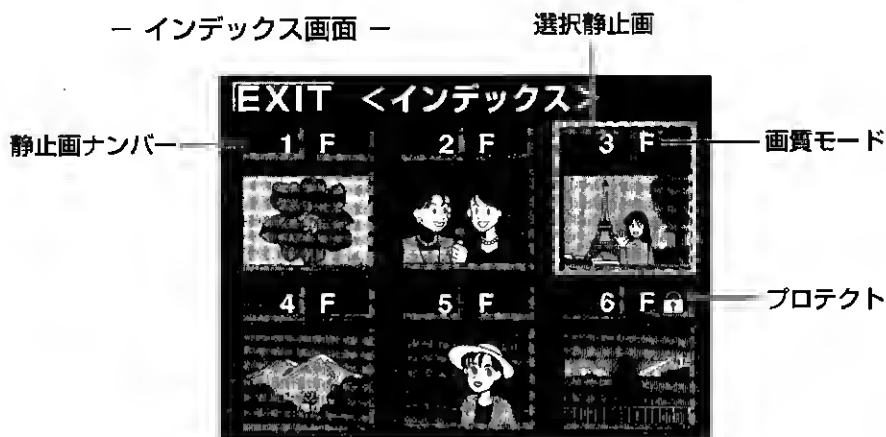 − インデックス画面 −
選択静止画
EXIT <インデックス>
静止画ナンバー
1 F
2 F
3 F
画質モード
4 F
5 F
6 F
プロテクト